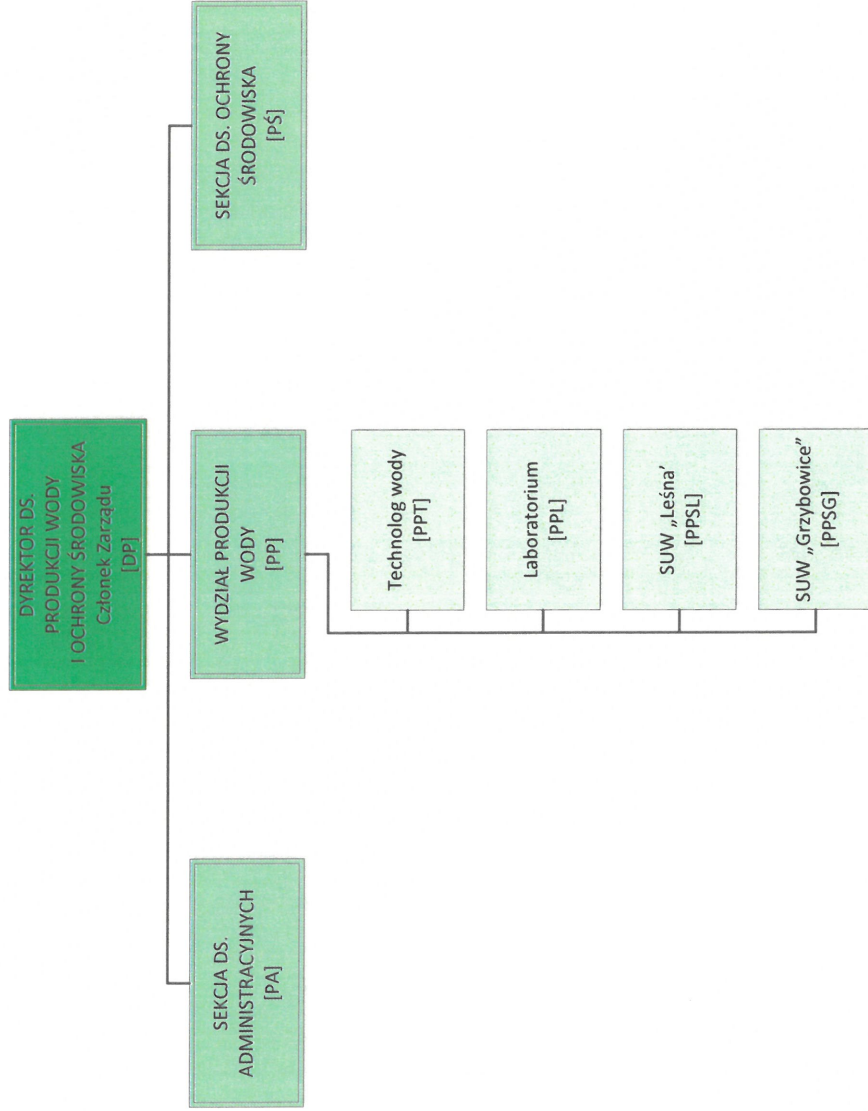 DYREKTOR DS.
PRODUKCJI WODY
I OCHRONY ŚRODOWISKA
Członek Zarządu
[DP]
SEKCJA DS.
ADMINISTRACYJNYCH
[PA]
WYDZIAŁ PRODUKCJI
WODY
[PP]
SEKCJA DS. OCHRONY
ŚRODOWISKA
[PŚ]
Technolog wody
[PPT]
Laboratorium
[PPL]
SUW „Leśna’
[PPSL]
SUW „Grzybowice”
[PPSG]